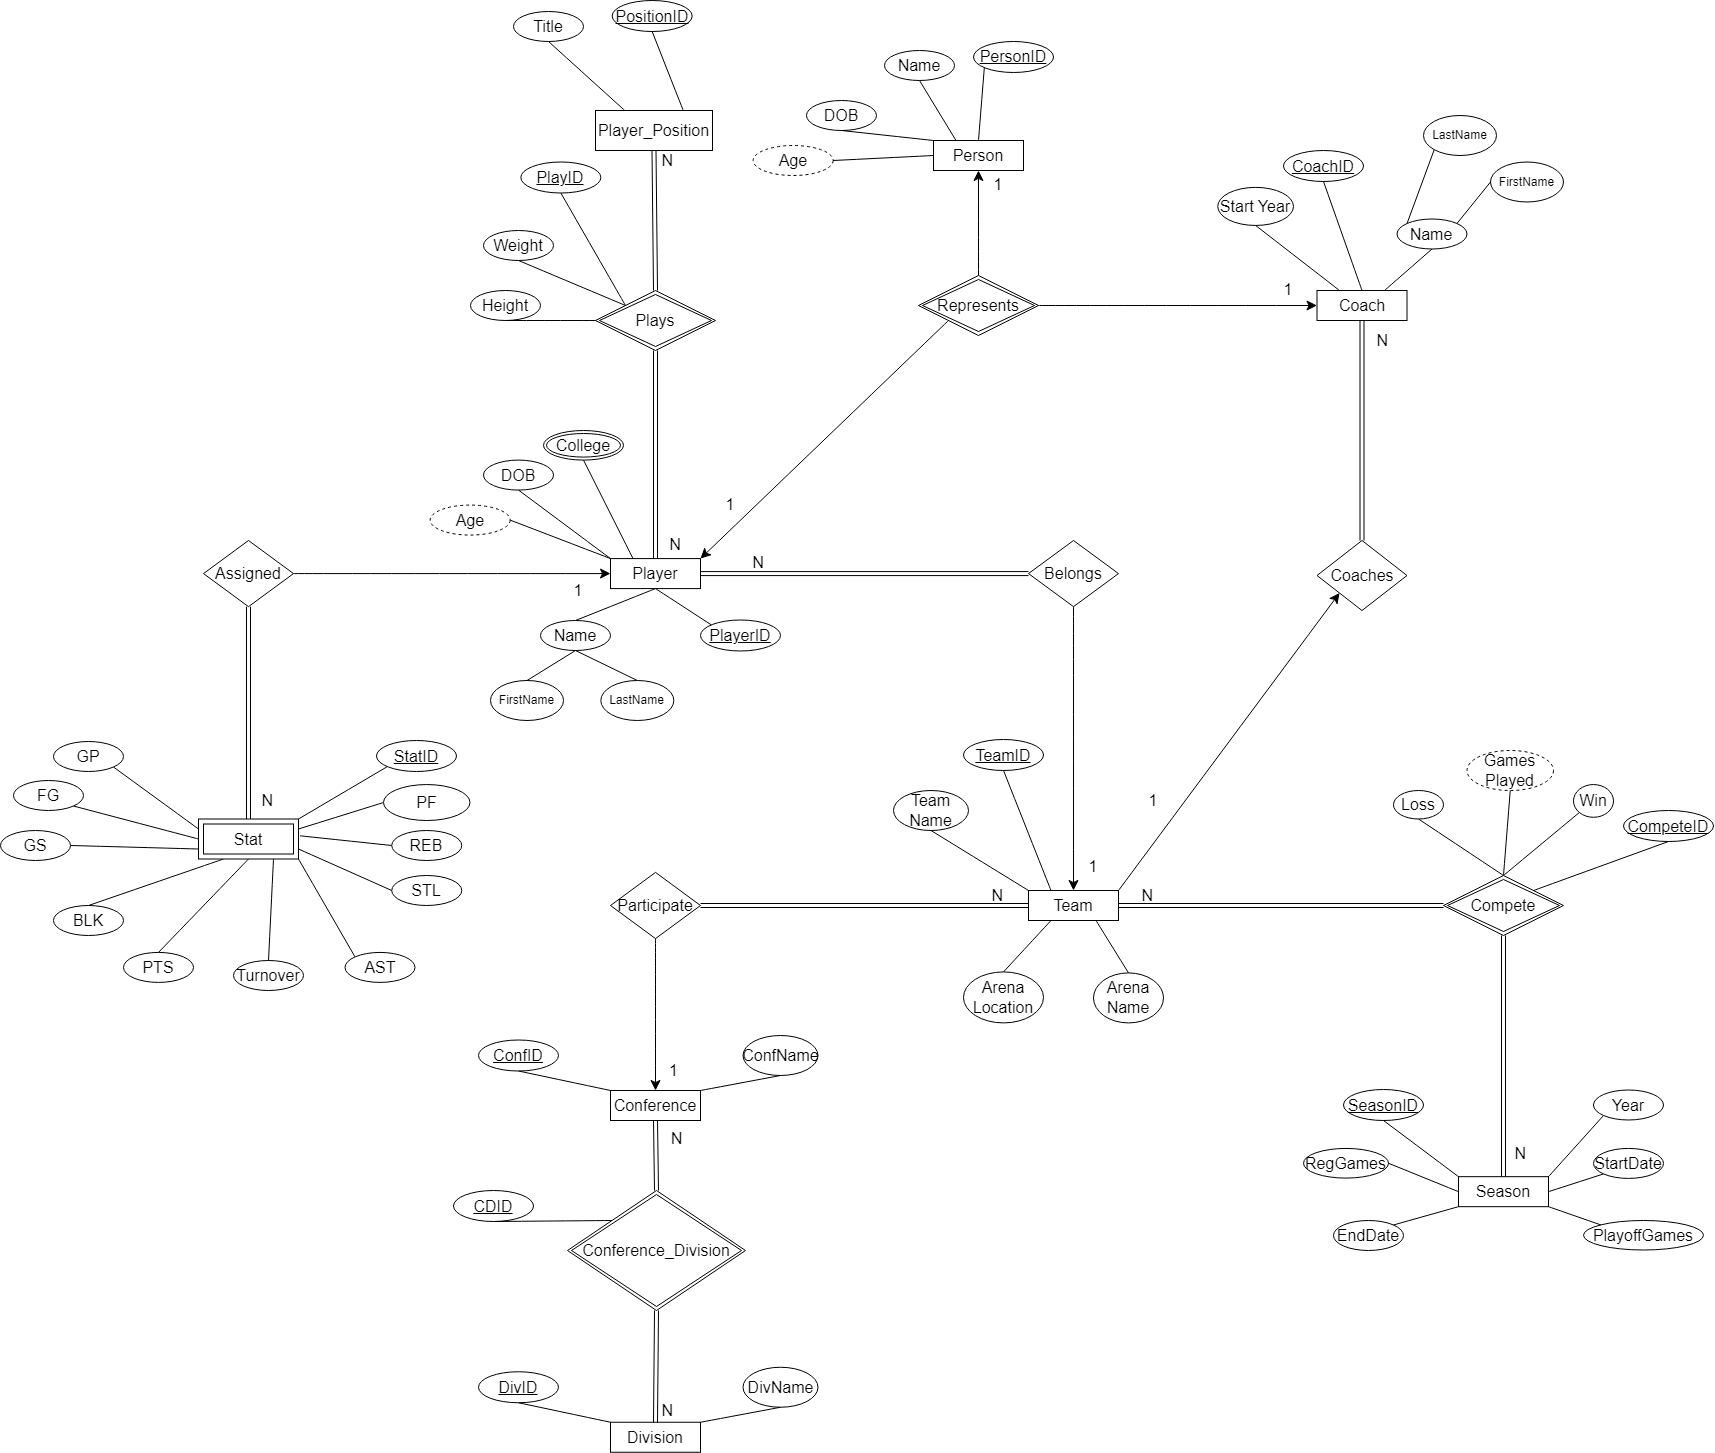 PositionID
Title
PersonID
Name
DOB
Player_Position
LastName
Person
Age
N
CoachID
PlayID
FirstName
1
Start Year
Name
Weight
1
Height
Represents
Coach
Plays
N
College
DOB
1
Age
N
N
Assigned
Player
Belongs
Coaches
1
Name
PlayerID
FirstName
LastName
GP
StatID
TeamID
Games
Played
FG
N
PF
Team
Name
1
Loss
Win
CompeteID
Stat
GS
REB
1
STL
N
N
Participate
Team
Compete
BLK
PTS
Turnover
AST
Arena
Location
Arena
Name
ConfID
ConfName
1
Conference
SeasonID
Year
N
N
RegGames
StartDate
Season
CDID
EndDate
PlayoffGames
Conference_Division
DivID
DivName
N
Division